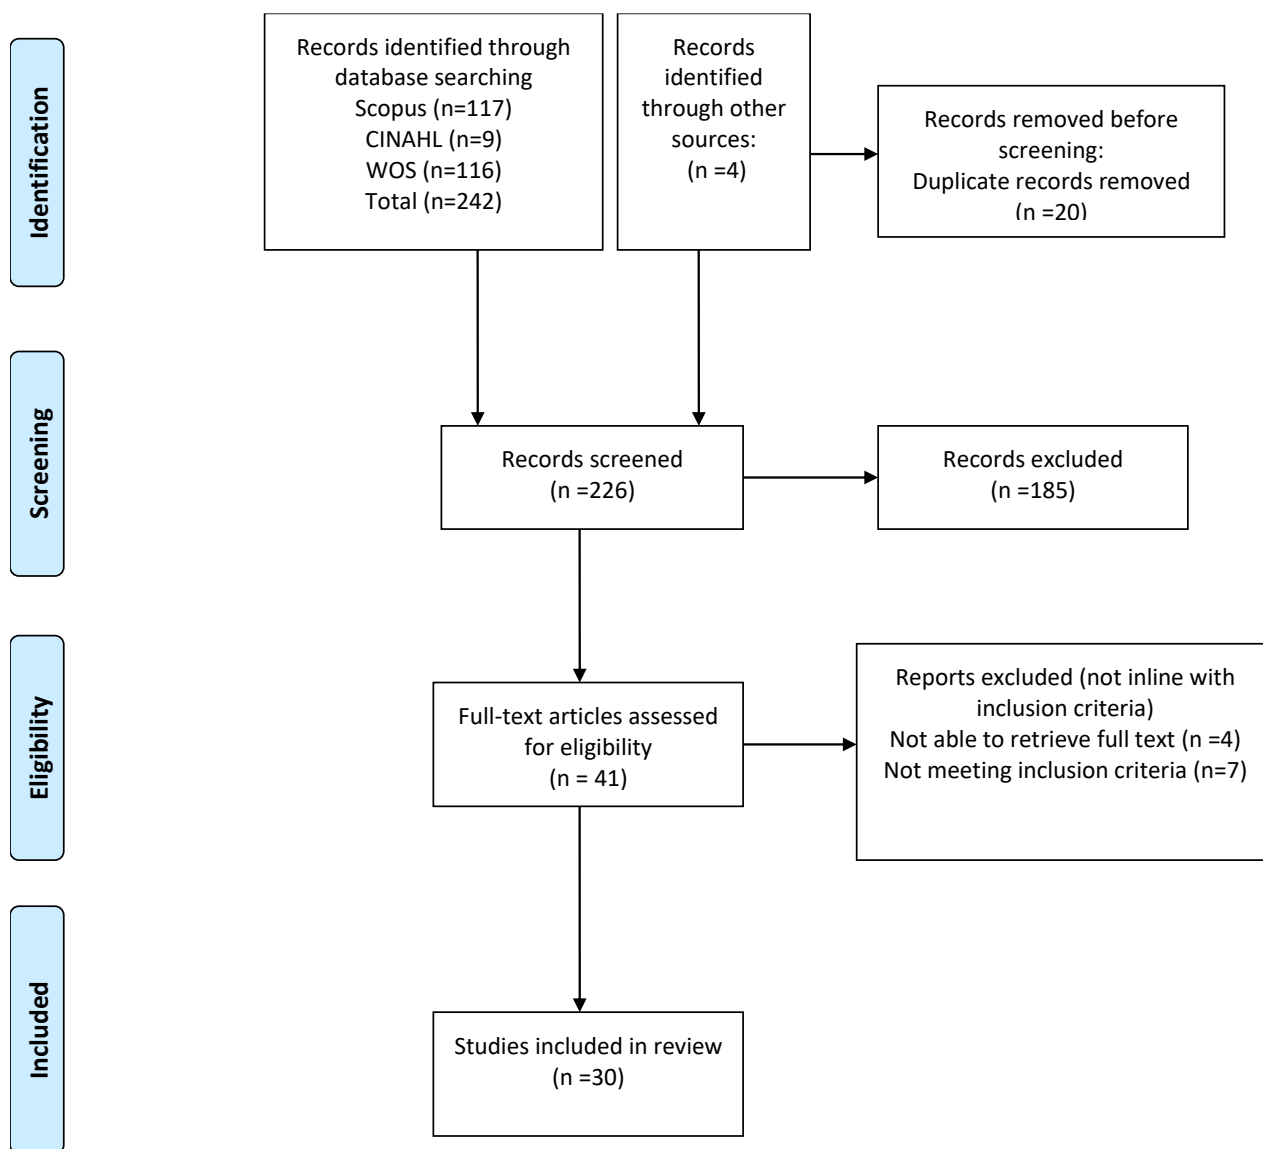 Identification
Records identified through
database searching
Scopus (n=117)
CINAHL (n=9)
WOS (n=116)
Total (n=242)
Records
identified
through other
sources:
(n =4)
Records removed before
screening:
Duplicate records removed
(n =20)
Screening
Records screened
(n =226)
Records excluded
(n =185)
Eligibility
Full-text articles assessed
for eligibility
(n = 41)
Reports excluded (not inline with
inclusion criteria)
Not able to retrieve full text (n =4)
Not meeting inclusion criteria (n=7)
Included
Studies included in review
(n =30)